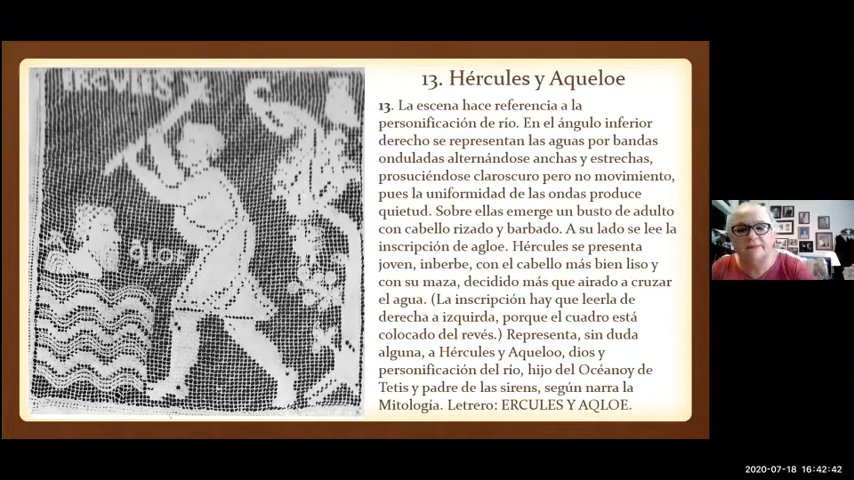 13. Hércules y Aqueloe
13. La escena hace referencia a la
personificación de río. En el ángulo inferior
derecho se representan las aguas por bandas
onduladas alternándose anchas y estrechas,
prosuciéndose claroscuro pero no movimiento,
pues la uniformidad de las ondas produce
quietud. Sobre ellas emerge un busto de adulto
con cabello rizado y barbado. A su lado se lee la
inscripción de agloe. Hércules se presenta
joven, inberbe, con el cabello más bien liso y
con su maza, decidido más que airado a cruzar
el agua. (La inscripción hay que leerla de
derecha a izquirda, porque el cuadro está
colocado del revés.) Representa, sin duda
alguna, a Hércules y Aqueloo, dios y
personificación del río, hijo del Océanoy de
Tetis y padre de las sirens, según narra la
Mitología. Letrero: ERCULES Y AQLOE.
2020-07-18 16:42:42